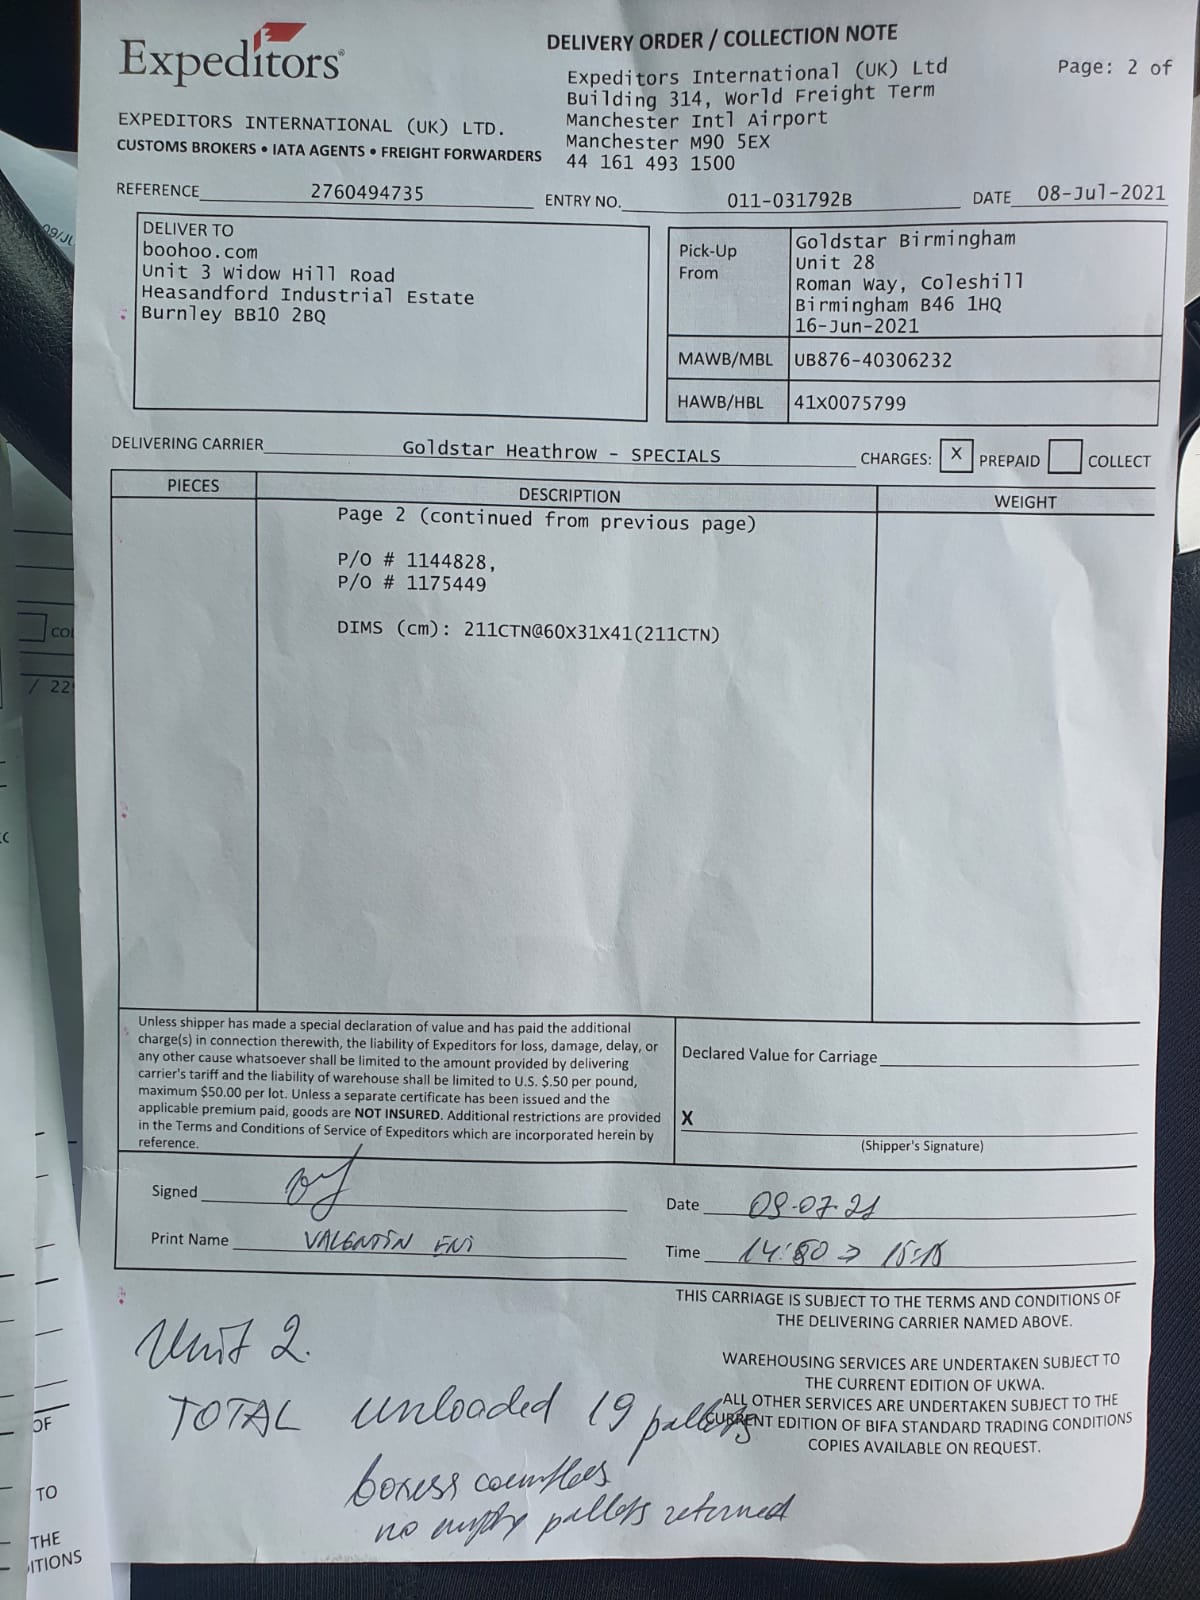 Expeditors®
DELIVERY ORDER / COLLECTION NOTE
Expeditors International (UK) Ltd
Building 314, World Freight Term
Manchester Intl Airport
Manchester M90 5EX
44 161 493 1500
Page: 2 of
EXPEDITORS INTERNATIONAL (UK) LTD.
CUSTOMS BROKERS • IATA AGENTS • FREIGHT FORWARDERS
REFERENCE 2760494735 ENTRY NO. 011-031792B DATE 08-Jul-2021
DELIVER TO
boohoo.com
Unit 3 Widow Hill Road
Heasandford Industrial Estate
Burnley BB10 2BQ
Pick-Up
From
Goldstar Birmingham
Unit 28
Roman Way, Coleshill
Birmingham B46 1HQ
16-Jun-2021
MAWB/MBL UB876-40306232
HAWB/HBL 41X0075799
DELIVERING CARRIER Goldstar Heathrow - SPECIALS CHARGES: X PREPAID COLLECT
PIECES DESCRIPTION WEIGHT
Page 2 (continued from previous page)
P/O # 1144828,
P/O # 1175449
DIMS (cm): 211CTN@60X31X41(211CTN)
Unless shipper has made a special declaration of value and has paid the additional
charge(s) in connection therewith, the liability of Expeditors for loss, damage, delay, or
any other cause whatsoever shall be limited to the amount provided by delivering
carrier's tariff and the liability of warehouse shall be limited to U.S. $.50 per pound,
maximum $50.00 per lot. Unless a separate certificate has been issued and the
applicable premium paid, goods are NOT INSURED. Additional restrictions are provided
in the Terms and Conditions of Service of Expeditors which are incorporated herein by
reference.
Declared Value for Carriage
X
(Shipper's Signature)
Signed
Date 09-07-21
Print Name VALENTIN ENI
Time
THIS CARRIAGE IS SUBJECT TO THE TERMS AND CONDITIONS OF
THE DELIVERING CARRIER NAMED ABOVE.
WAREHOUSING SERVICES ARE UNDERTAKEN SUBJECT TO
THE CURRENT EDITION OF UKWA.
ALL OTHER SERVICES ARE UNDERTAKEN SUBJECT TO THE
CURRENT EDITION OF BIFA STANDARD TRADING CONDITIONS
COPIES AVAILABLE ON REQUEST.
Unit 2.
TOTAL unloaded 19 pallets
boxess
no empty pallets returned
09/JU
/ 22
OF
TO
THE
ITIONS